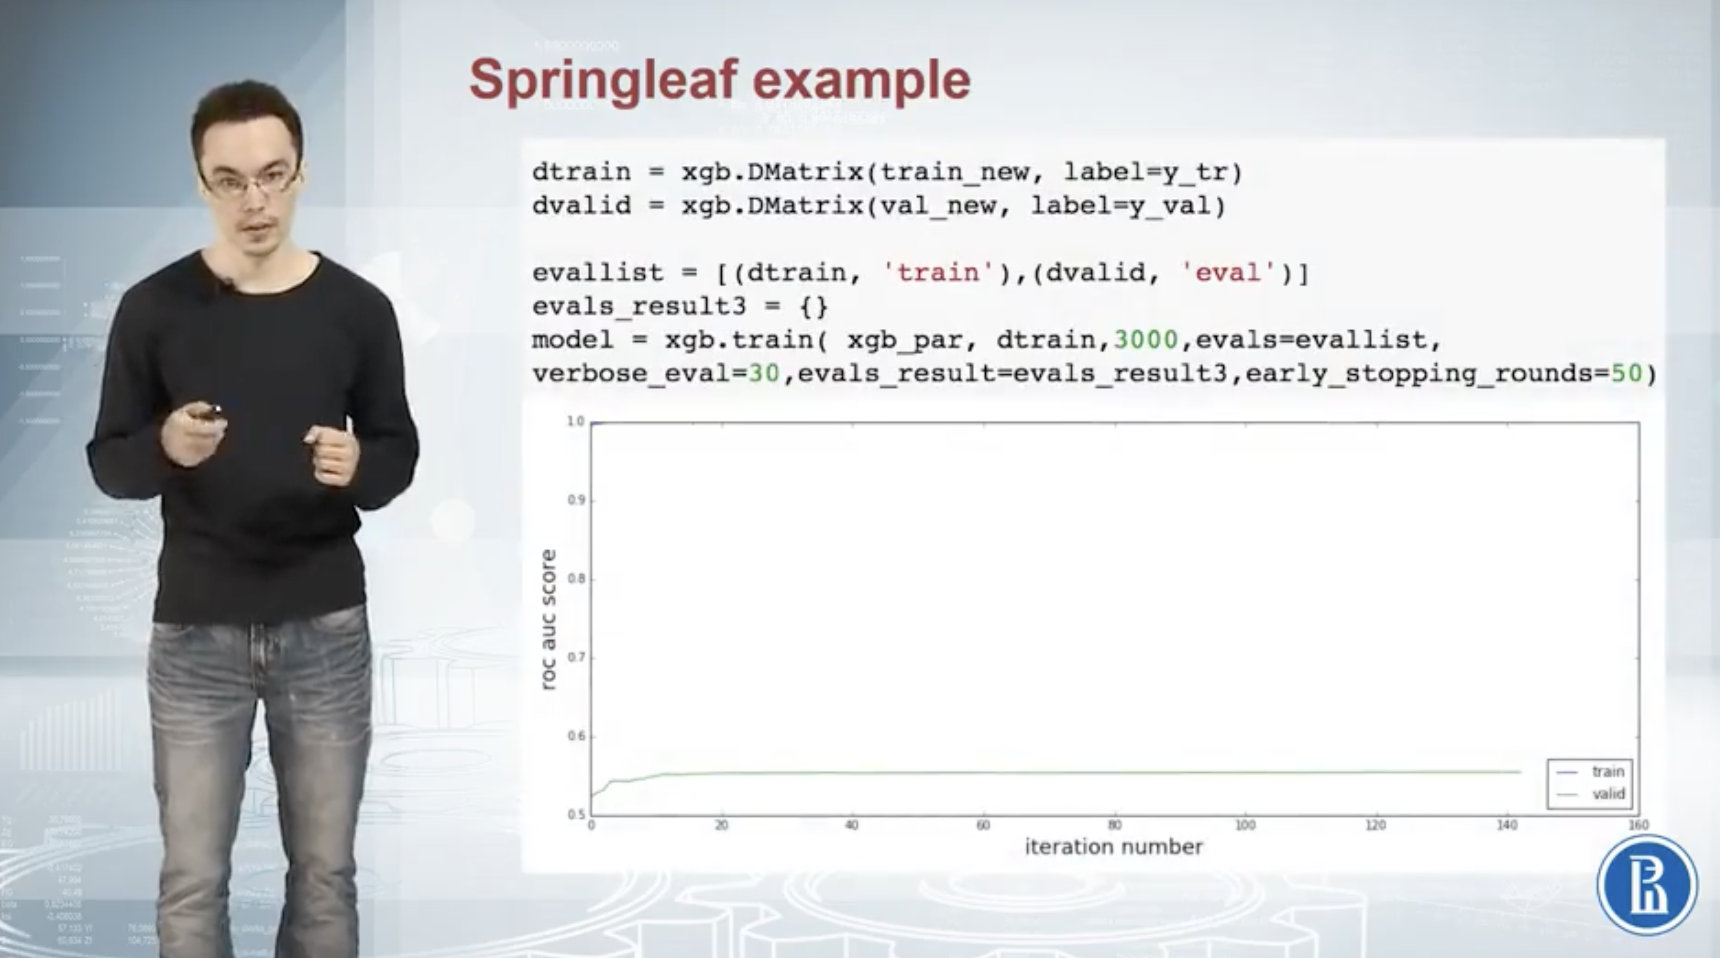 Springleaf example
dtrain = xgb.DMatrix(train_new, label=y_tr)
dvalid = xgb.DMatrix(val_new, label=y_val)
evallist = [(dtrain, 'train'),(dvalid, 'eval')]
evals_result3 = {}
model = xgb.train( xgb_par, dtrain,3000,evals=evallist,
verbose_eval=30,evals_result=evals_result3,early_stopping_rounds=50)
1.0
0.9
0.8
0.7
0.6
0.5
roc auc score
0 20 40 60 80 100 120 140 160
iteration number
train
valid